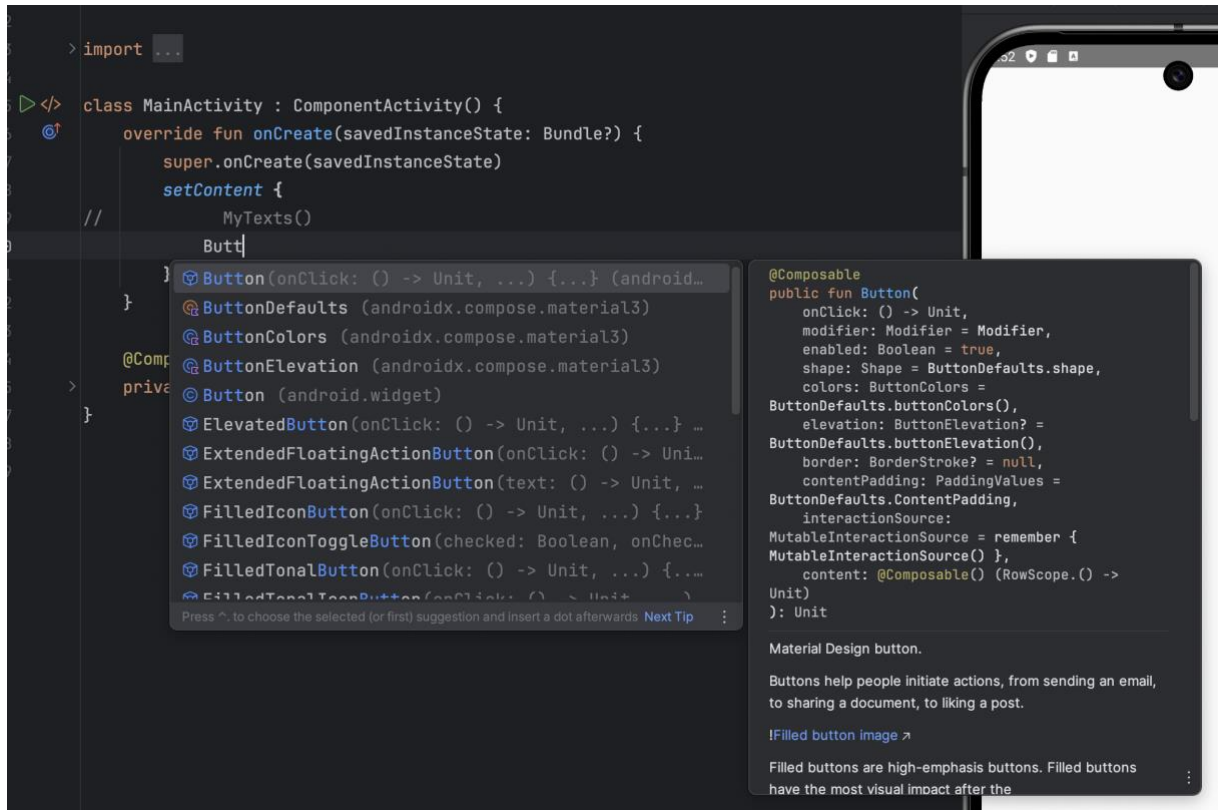 import ...
class MainActivity : ComponentActivity() {
override fun onCreate(savedInstanceState: Bundle?) {
super.onCreate(savedInstanceState)
setContent {
// MyTexts()
Butt
}
}
@Comp
priva
}
Button(onClick: () -> Unit, ...) {...} (android...
ButtonDefaults (androidx.compose.material3)
ButtonColors (androidx.compose.material3)
ButtonElevation (androidx.compose.material3)
Button (android.widget)
ElevatedButton(onClick: () -> Unit, ...) {...} ...
ExtendedFloatingActionButton(onClick: () -> Uni...
ExtendedFloatingActionButton(text: () -> Unit, ...
FilledIconButton(onClick: () -> Unit, ...) {...}
FilledIconToggleButton(checked: Boolean, onChec...
FilledTonalButton(onClick: () -> Unit, ...) {...
FilledTonalIconButton(onClick: () -> Unit, ...)
Press ^. to choose the selected (or first) suggestion and insert a dot afterwards Next Tip
@Composable
public fun Button(
onClick: () -> Unit,
modifier: Modifier = Modifier,
enabled: Boolean = true,
shape: Shape = ButtonDefaults.shape,
colors: ButtonColors =
ButtonDefaults.buttonColors(),
elevation: ButtonElevation? =
ButtonDefaults.buttonElevation(),
border: BorderStroke? = null,
contentPadding: PaddingValues =
ButtonDefaults.ContentPadding,
interactionSource:
MutableInteractionSource = remember {
MutableInteractionSource() },
content: @Composable() (RowScope.() ->
Unit)
): Unit
Material Design button.
Buttons help people initiate actions, from sending an email,
to sharing a document, to liking a post.
!Filled button image ↗
Filled buttons are high-emphasis buttons. Filled buttons
have the most visual impact after the
:52